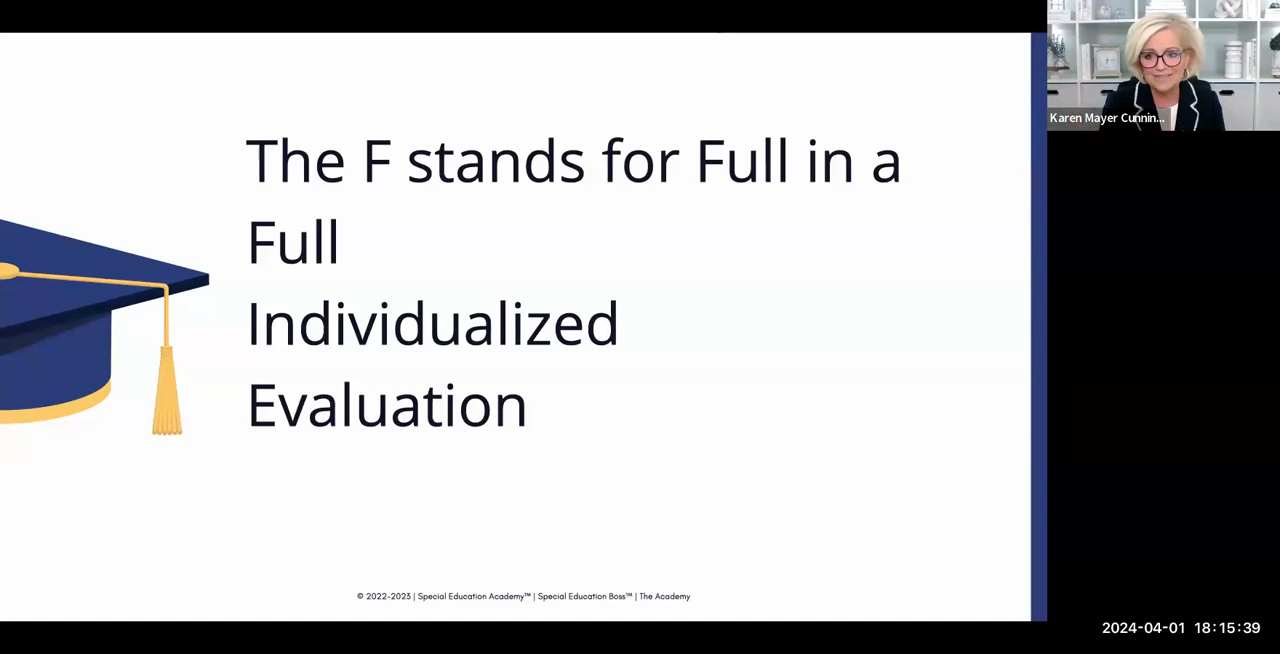 The F stands for Full in a
Full
Individualized
Evaluation
© 2022-2023 | Special Education Academy™ | Special Education Boss™ | The Academy
Karen Mayer Cunnin...
2024-04-01 18:15:39